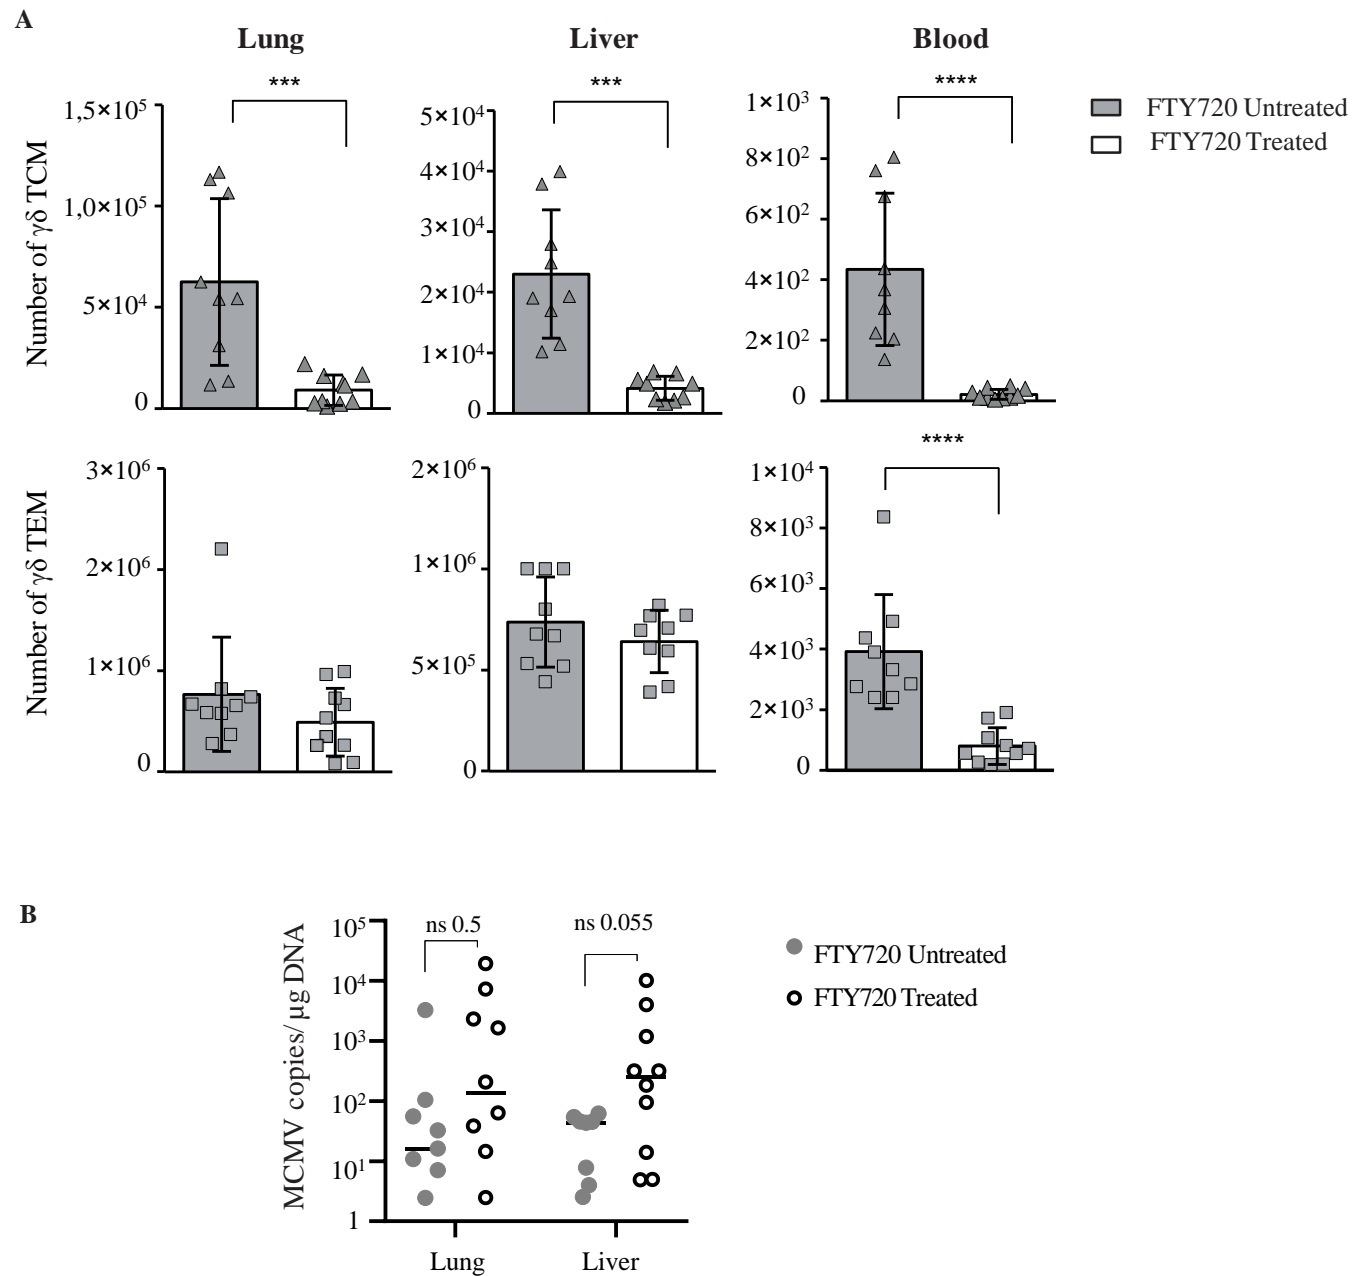 A
Lung
Liver
Blood
***
***
****
FTY720 Untreated
FTY720 Treated
Number of γδ TCM
1,5×10⁵
1,0×10⁵
5×10⁴
0
5×10⁴
4×10⁴
3×10⁴
2×10⁴
1×10⁴
0
1×10³
8×10²
6×10²
4×10²
2×10²
0
****
Number of γδ TEM
3×10⁶
2×10⁶
1×10⁶
0
2×10⁶
1×10⁶
5×10⁵
0
1×10⁴
8×10³
6×10³
4×10³
2×10³
0
B
MCMV copies/ µg DNA
10⁵
10⁴
10³
10²
10¹
1
ns 0.5
ns 0.055
FTY720 Untreated
FTY720 Treated
Lung
Liver